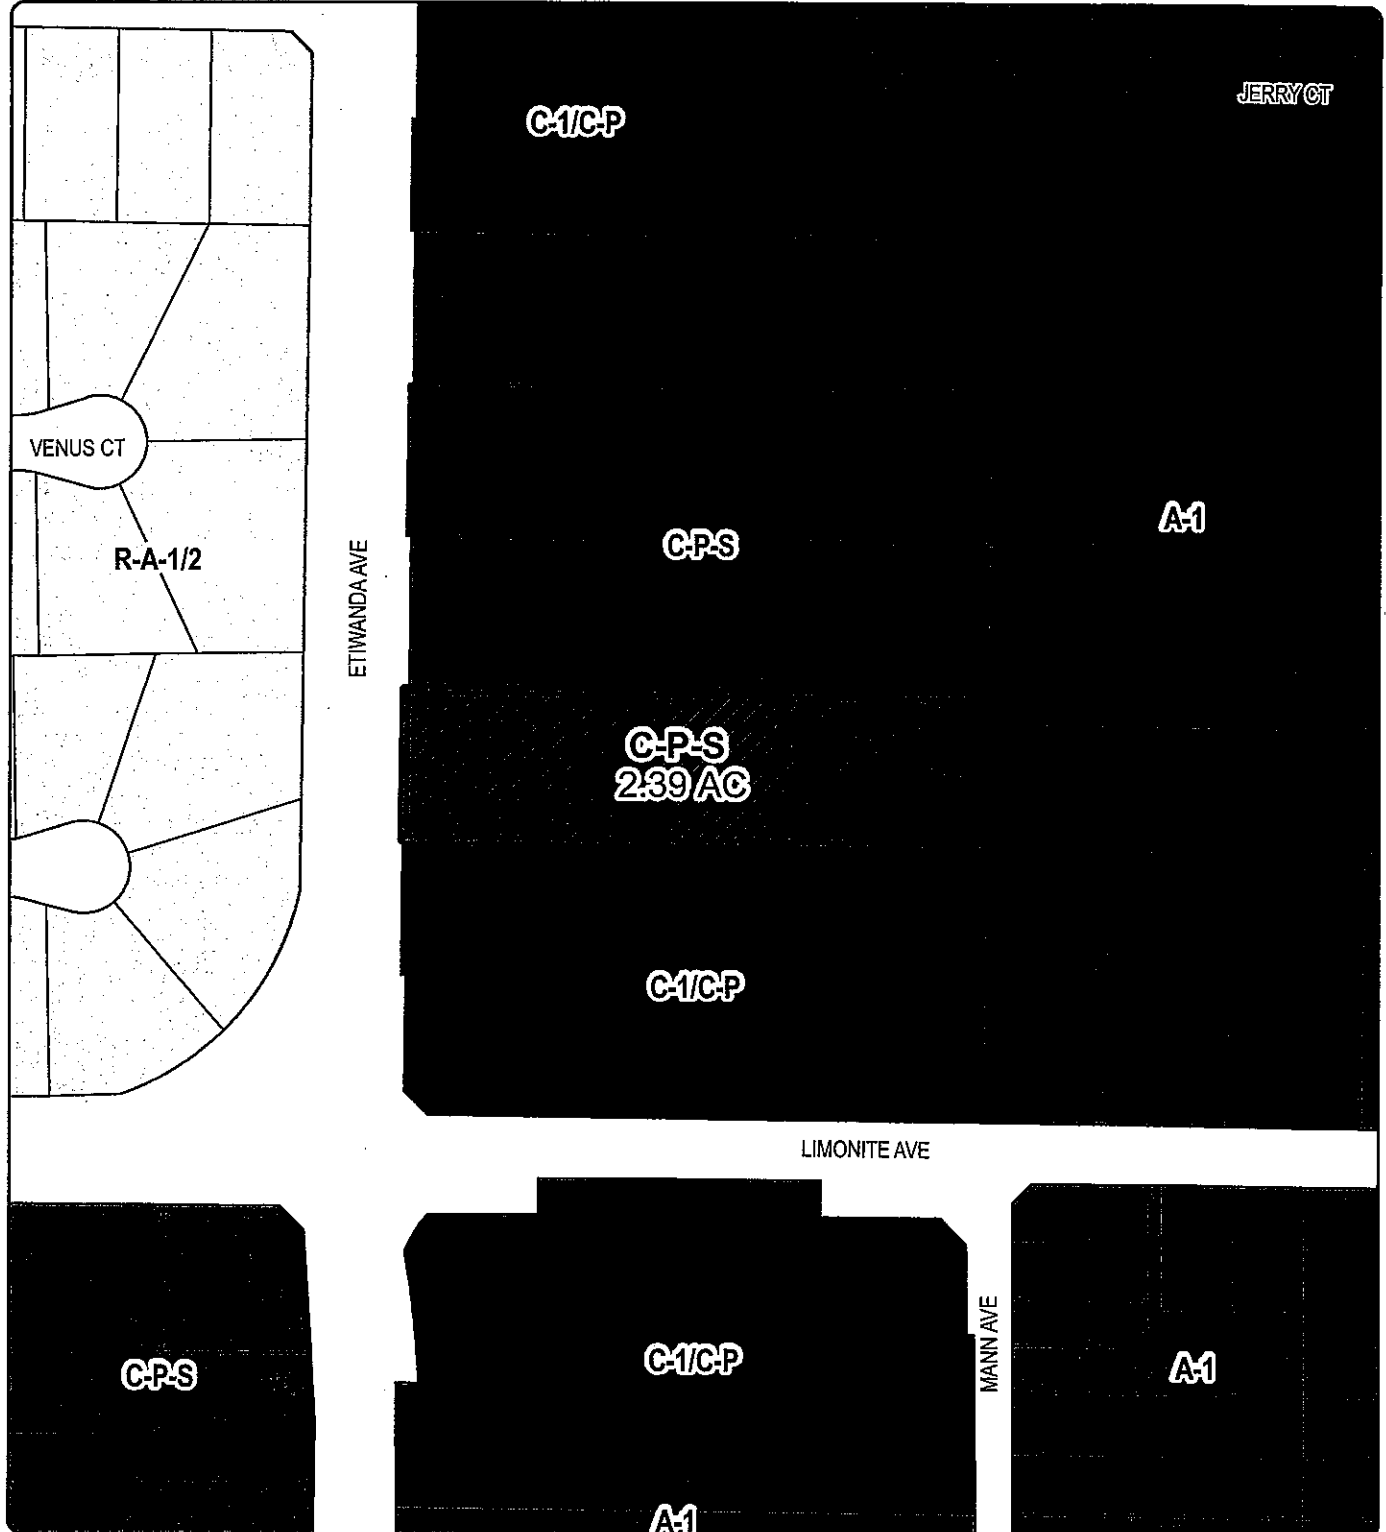 JERRY CT
C-1/C-P
VENUS CT
A-1
C-P-S
R-A-1/2
ETIWANDA AVE
C-P-S
2.39 AC
C-1/C-P
LIMONITE AVE
MANN AVE
C-1/C-P
A-1
C-P-S
A-1